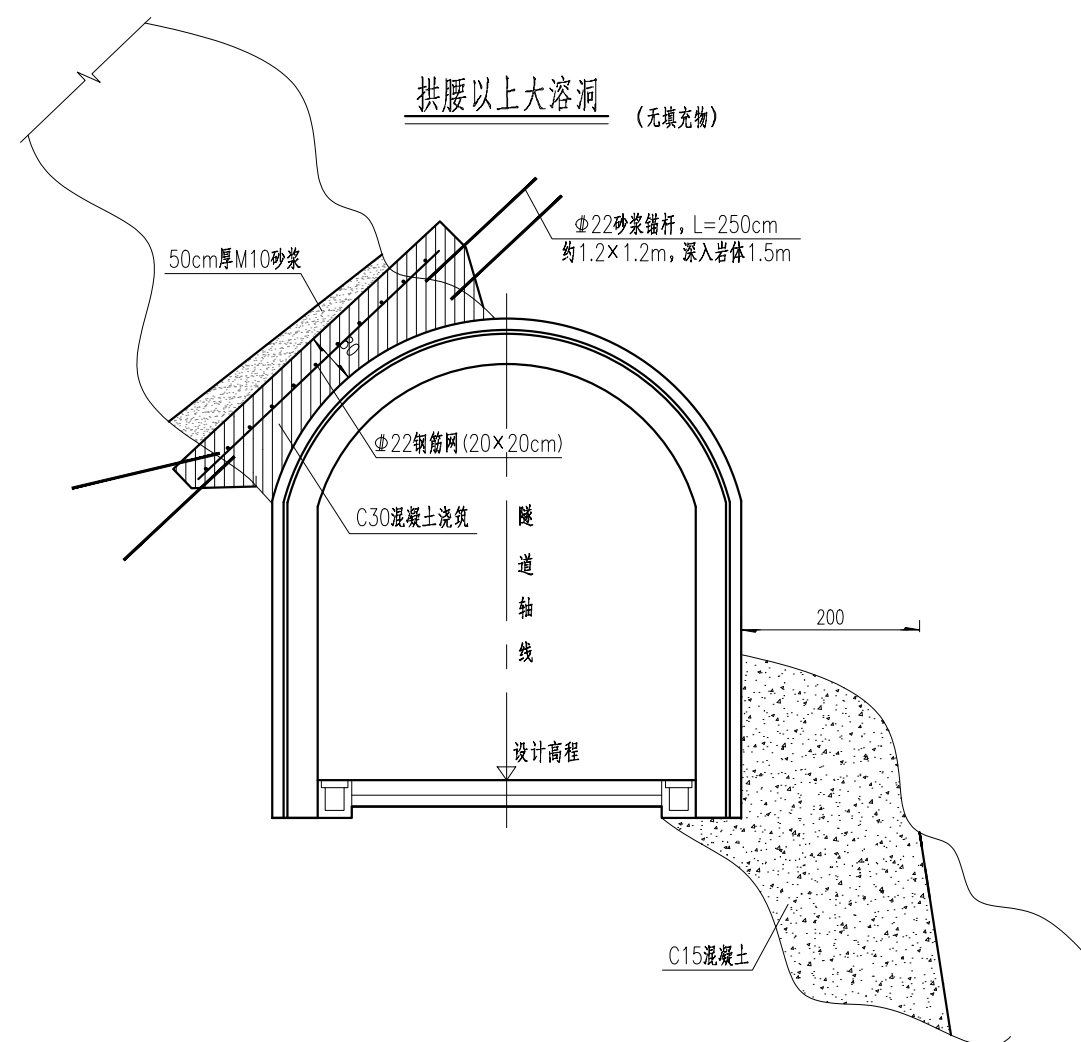 拱腰以上大溶洞
(无填充物)
Φ22砂浆锚杆，L=250cm
约1.2×1.2m，深入岩体1.5m
50cm厚M10砂浆
Φ22钢筋网(20×20cm)
C30混凝土浇筑
隧道轴线
200
设计高程
C15混凝土